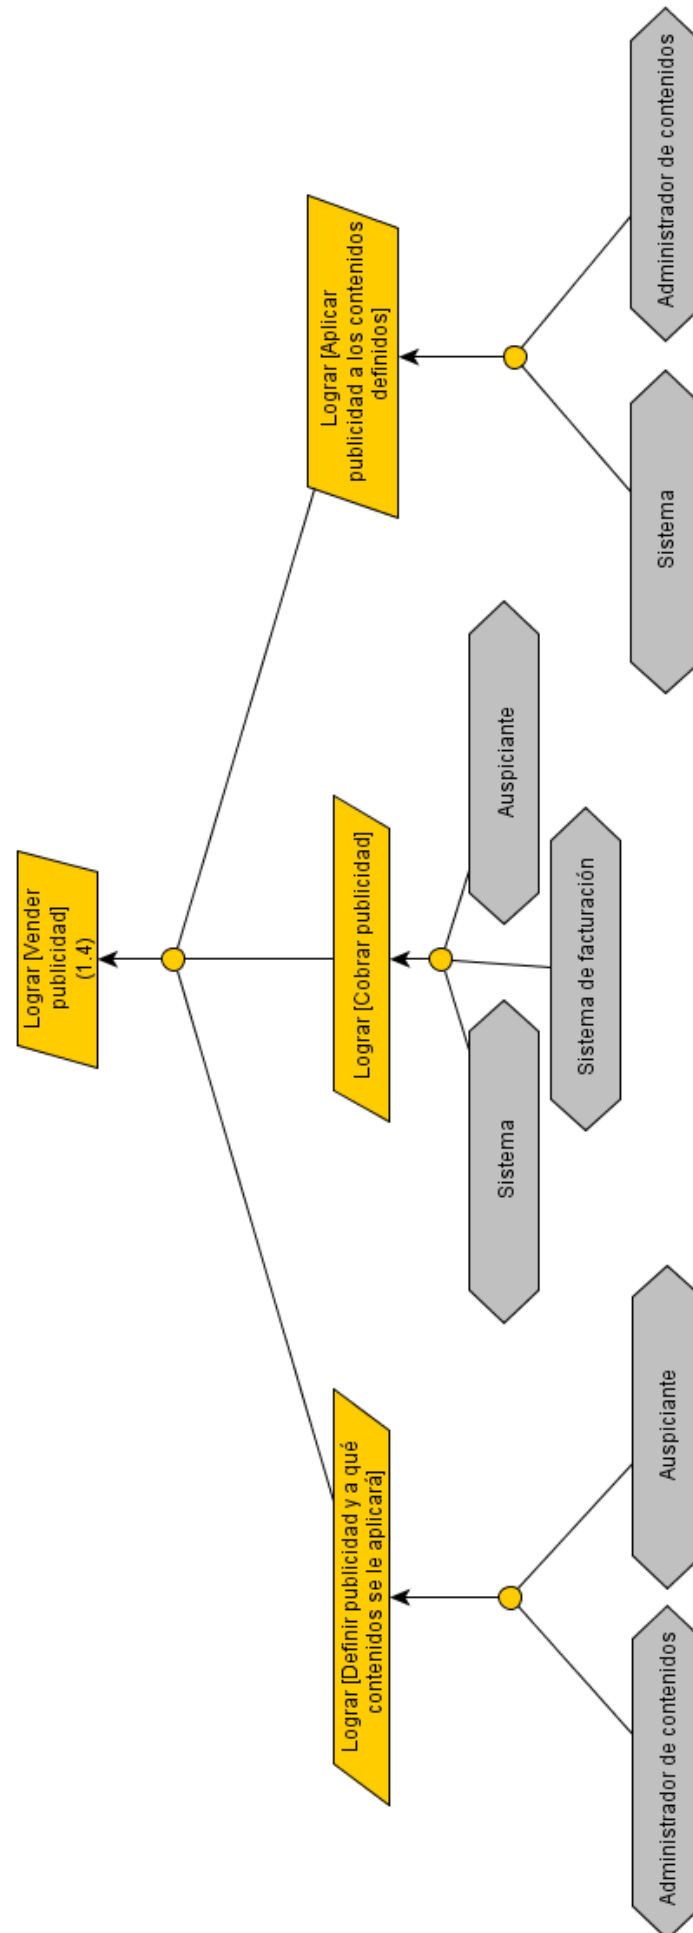 Lograr [Vender
publicidad]
(1.4)
Lograr [Definir publicidad y a qué
contenidos se le aplicará]
Lograr [Cobrar publicidad]
Lograr [Aplicar
publicidad a los contenidos
definidos]
Administrador de contenidos
Auspiciante
Sistema
Sistema de facturación
Auspiciante
Sistema
Administrador de contenidos